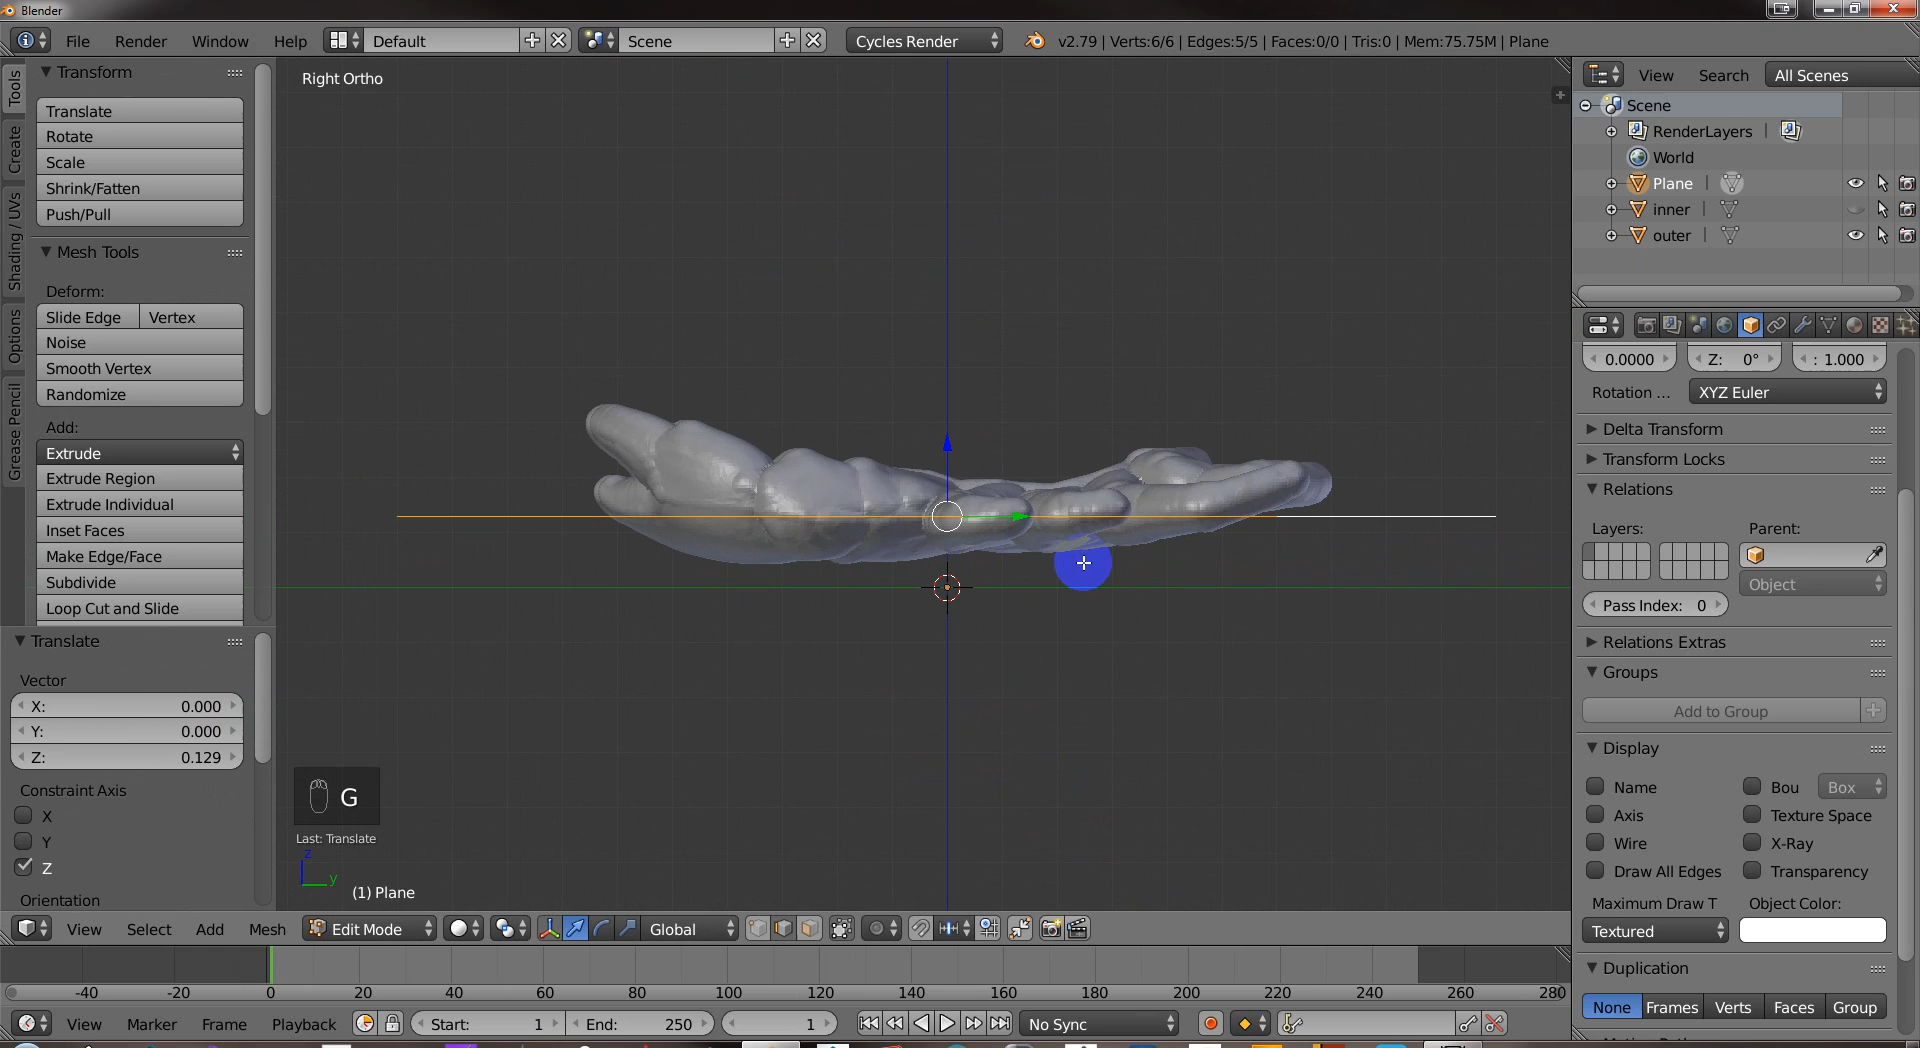 Blender
File Render Window Help Default Scene Cycles Render v2.79 | Verts:6/6 | Edges:5/5 | Faces:0/0 | Tris:0 | Mem:75.75M | Plane
Tools
Create
Shading / UVs
Options
Grease Pencil
Transform
Translate
Rotate
Scale
Shrink/Fatten
Push/Pull
Mesh Tools
Deform:
Slide Edge Vertex
Noise
Smooth Vertex
Randomize
Add:
Extrude
Extrude Region
Extrude Individual
Inset Faces
Make Edge/Face
Subdivide
Loop Cut and Slide
Translate
Vector
X: 0.000
Y: 0.000
Z: 0.129
Constraint Axis
X
Y
Z
Orientation
Right Ortho
G
Last: Translate
z
y
(1) Plane
View Select Add Mesh Edit Mode Global
-40 -20 0 20 40 60 80 100 120 140 160 180 200 220 240 260 280
View Marker Frame Playback Start: 1 End: 250 1 No Sync
View Search All Scenes
Scene
RenderLayers
World
Plane
inner
outer
0.0000 Z: 0° : 1.000
Rotation ... XYZ Euler
Delta Transform
Transform Locks
Relations
Layers: Parent:
Object
Pass Index: 0
Relations Extras
Groups
Add to Group
Display
Name Bou Box
Axis Texture Space
Wire X-Ray
Draw All Edges Transparency
Maximum Draw T Object Color:
Textured
Duplication
None Frames Verts Faces Group